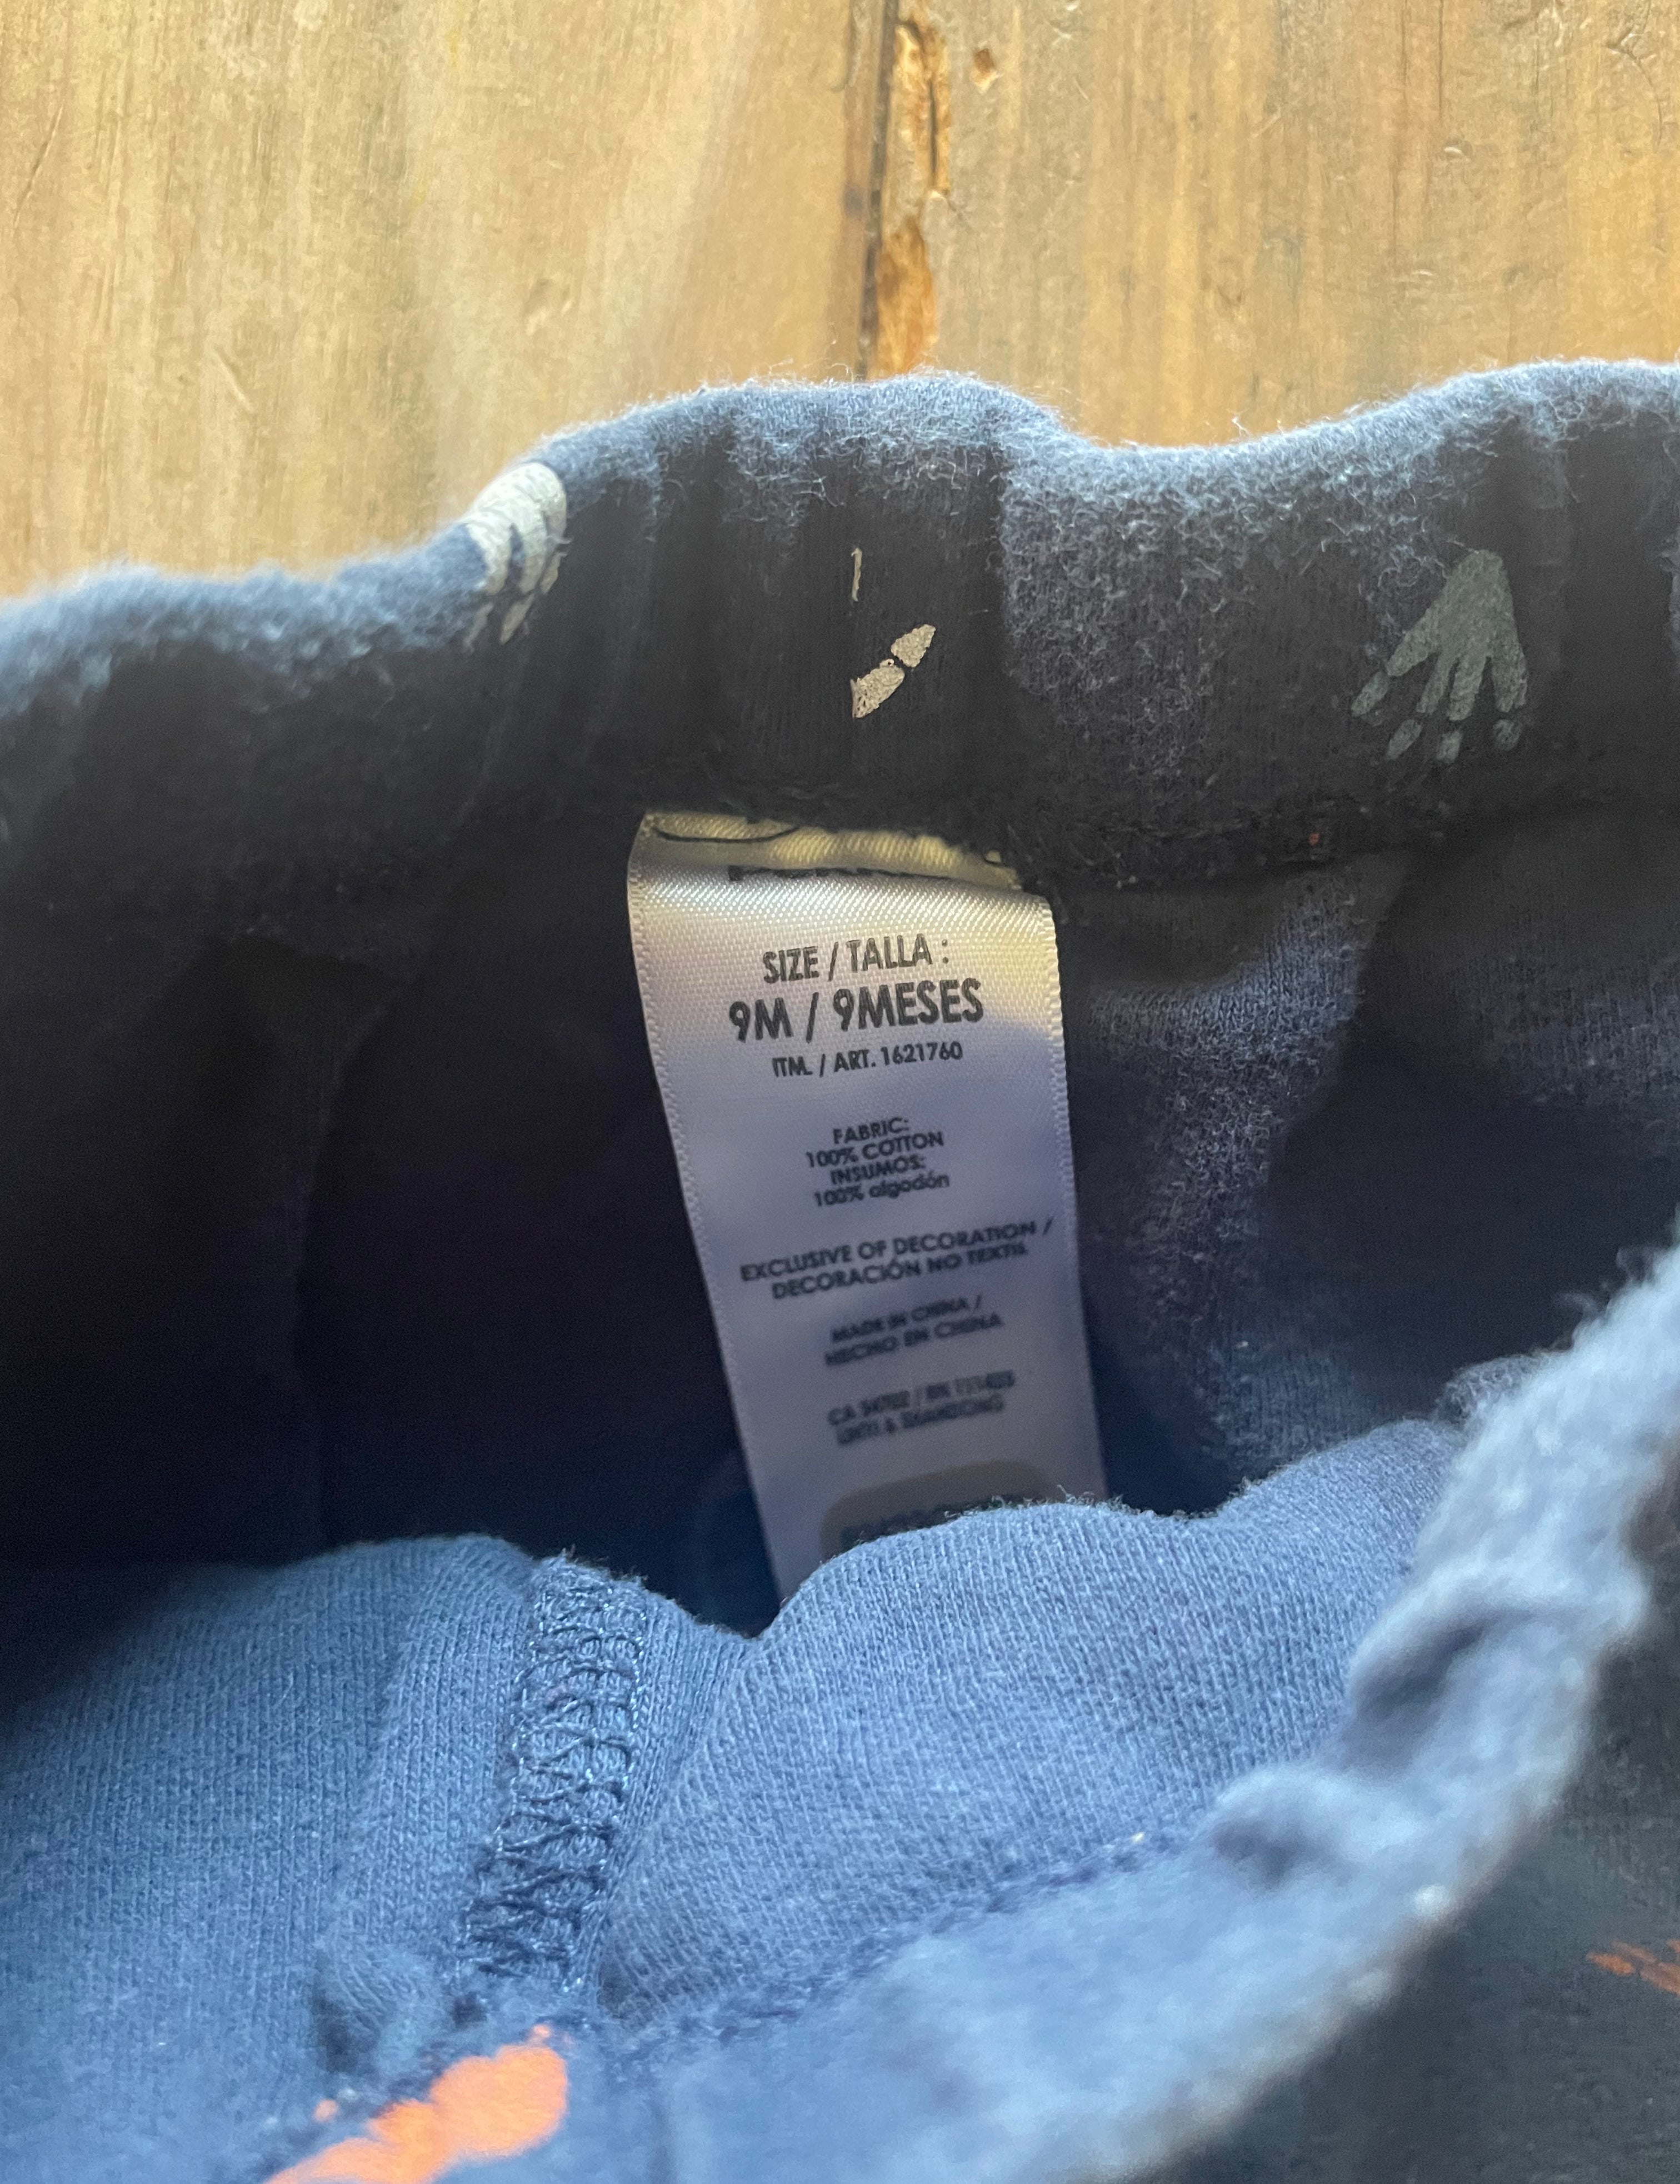 SIZE / TALLA :
9M / 9MESES
ITM. / ART. 1621760
FABRIC:
100% COTTON
INSUMOS:
100% algodón
EXCLUSIVE OF DECORATION /
DECORACIÓN NO TEXTIL
MADE IN CHINA /
HECHO EN CHINA
CA